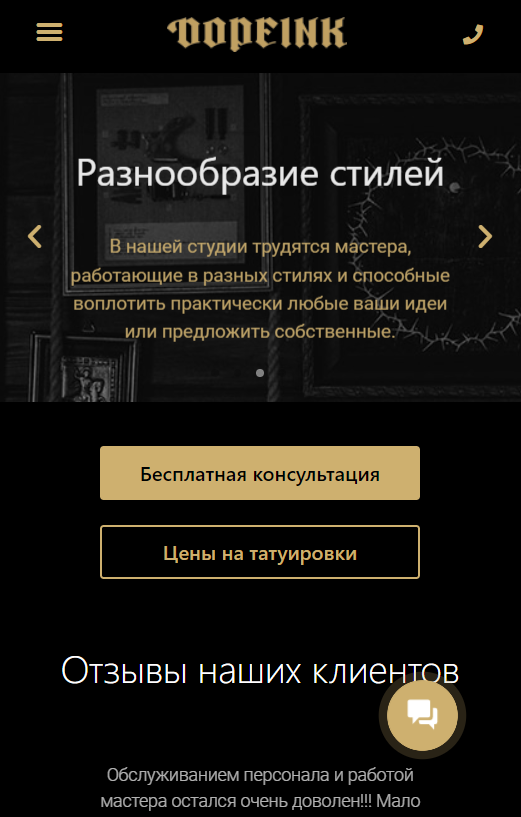 DOPEINK
Разнообразие стилей
В нашей студии трудятся мастера,
работающие в разных стилях и способные
воплотить практически любые ваши идеи
или предложить собственные.
Бесплатная консультация
Цены на татуировки
Отзывы наших клиентов
Обслуживанием персонала и работой
мастера остался очень доволен!!! Мало